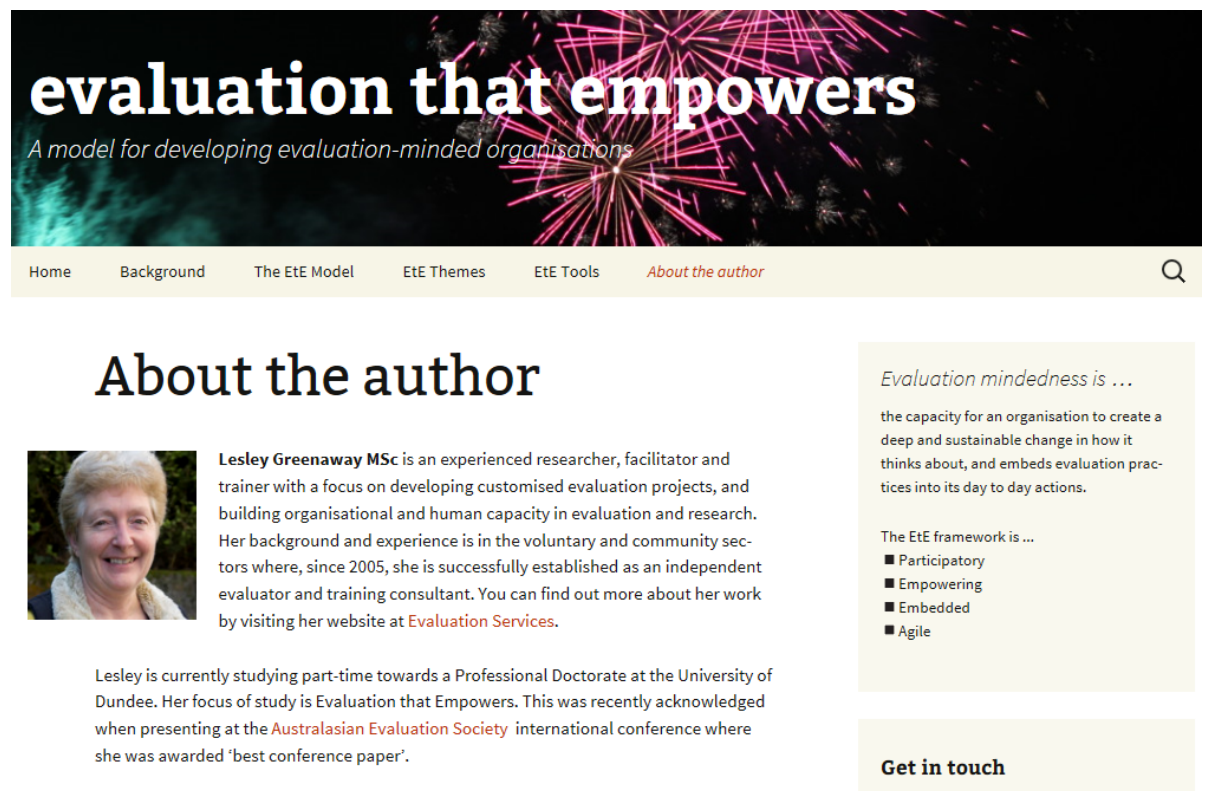 evaluation that empowers
A model for developing evaluation-minded organisations
Home Background The EtE Model EtE Themes EtE Tools About the author
About the author
Lesley Greenaway MSc is an experienced researcher, facilitator and
trainer with a focus on developing customised evaluation projects, and
building organisational and human capacity in evaluation and research.
Her background and experience is in the voluntary and community sec-
tors where, since 2005, she is successfully established as an independent
evaluator and training consultant. You can find out more about her work
by visiting her website at Evaluation Services.
Lesley is currently studying part-time towards a Professional Doctorate at the University of
Dundee. Her focus of study is Evaluation that Empowers. This was recently acknowledged
when presenting at the Australasian Evaluation Society international conference where
she was awarded ‘best conference paper’.
Evaluation mindedness is …
the capacity for an organisation to create a
deep and sustainable change in how it
thinks about, and embeds evaluation prac-
tices into its day to day actions.
The EtE framework is ...
■ Participatory
■ Empowering
■ Embedded
■ Agile
Get in touch